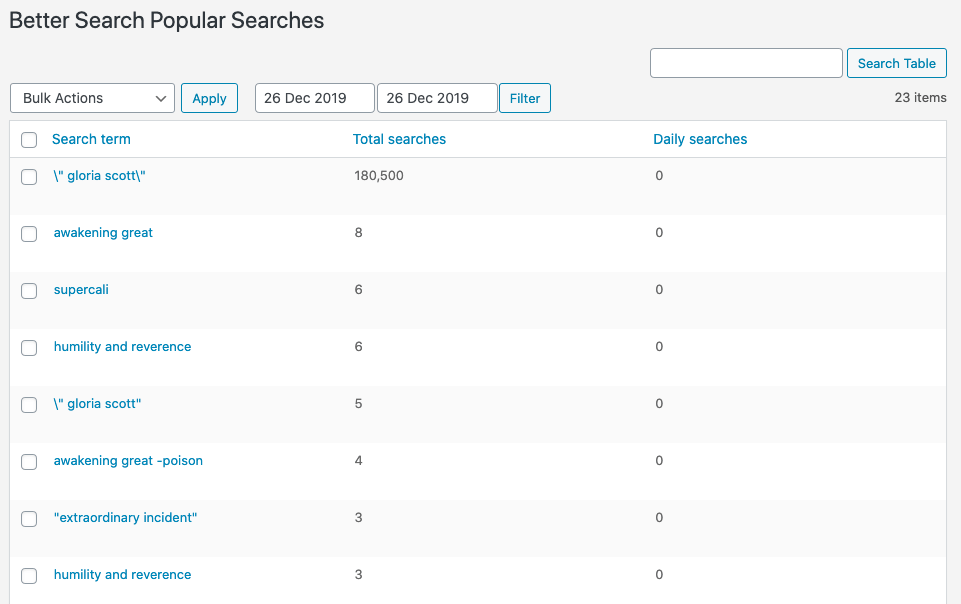 Better Search Popular Searches
Search Table
Bulk Actions Apply 26 Dec 2019 26 Dec 2019 Filter 23 items
Search term Total searches Daily searches
\" gloria scott\" 180,500 0
awakening great 8 0
supercali 6 0
humility and reverence 6 0
\" gloria scott" 5 0
awakening great -poison 4 0
"extraordinary incident" 3 0
humility and reverence 3 0